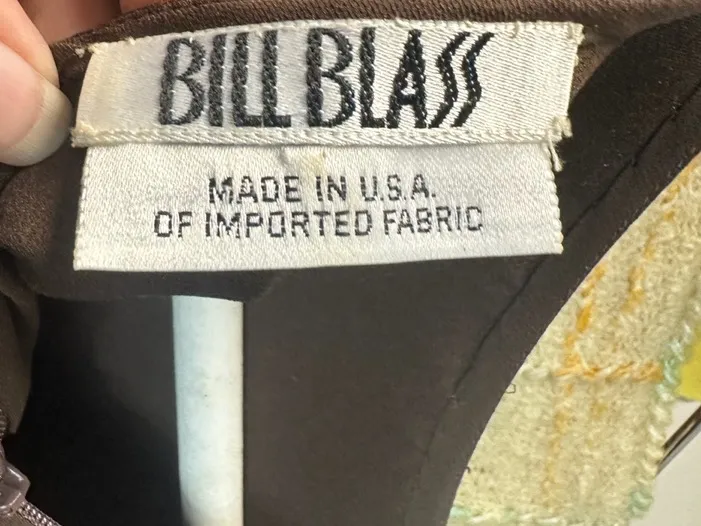 BILL BLASS
MADE IN U.S.A.
OF IMPORTED FABRIC